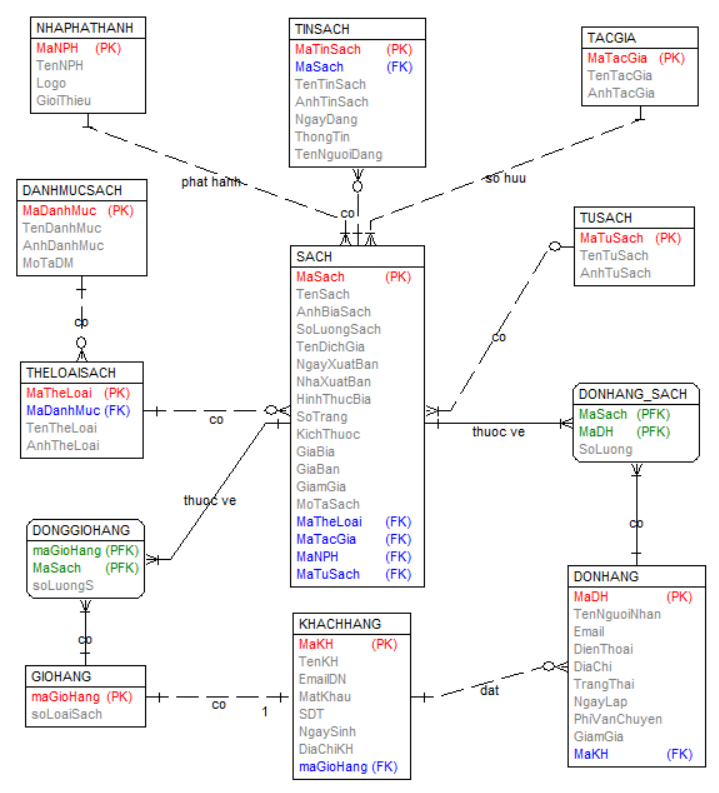 NHAPHATHANH
MaNPH (PK)
TenNPH
Logo
GioiThieu
TINSACH
MaTinSach (PK)
MaSach (FK)
TenTinSach
AnhTinSach
NgayDang
ThongTin
TenNguoiDang
TACGIA
MaTacGia (PK)
TenTacGia
AnhTacGia
phat hanh
so huu
co
DANHMUCSACH
MaDanhMuc (PK)
TenDanhMuc
AnhDanhMuc
MoTaDM
co
SACH
MaSach (PK)
TenSach
AnhBiaSach
SoLuongSach
TenDichGia
NgayXuatBan
NhaXuatBan
HinhThucBia
SoTrang
KichThuoc
GiaBia
GiaBan
GiamGia
MoTaSach
MaTheLoai (FK)
MaTacGia (FK)
MaNPH (FK)
MaTuSach (FK)
TUSACH
MaTuSach (PK)
TenTuSach
AnhTuSach
co
THELOAISACH
MaTheLoai (PK)
MaDanhMuc (FK)
TenTheLoai
AnhTheLoai
co
DONHANG_SACH
MaSach (PFK)
MaDH (PFK)
SoLuong
thuoc ve
thuoc ve
DONGGIOHANG
maGioHang (PFK)
MaSach (PFK)
soLuongS
co
co
DONHANG
MaDH (PK)
TenNguoiNhan
Email
DienThoai
DiaChi
TrangThai
NgayLap
PhiVanChuyen
GiamGia
MaKH (FK)
GIOHANG
maGioHang (PK)
soLoaiSach
co
1
KHACHHANG
MaKH (PK)
TenKH
EmailDN
MatKhau
SDT
NgaySinh
DiaChiKH
maGioHang (FK)
dat